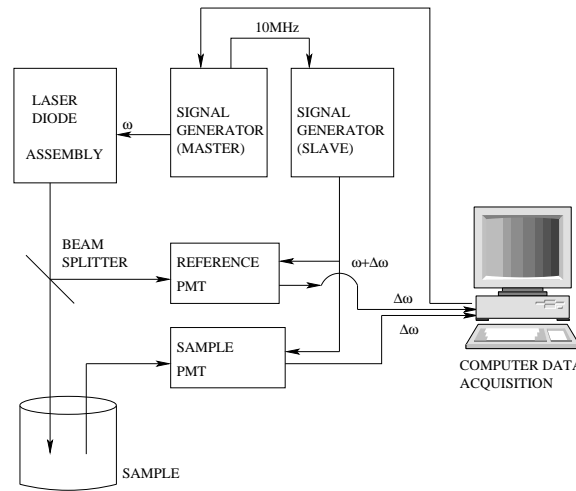 10MHz
LASER
DIODE
ASSEMBLY
ω
SIGNAL
GENERATOR
(MASTER)
SIGNAL
GENERATOR
(SLAVE)
BEAM
SPLITTER
REFERENCE
PMT
ω+Δω
Δω
Δω
SAMPLE
PMT
COMPUTER DATA
ACQUISITION
SAMPLE